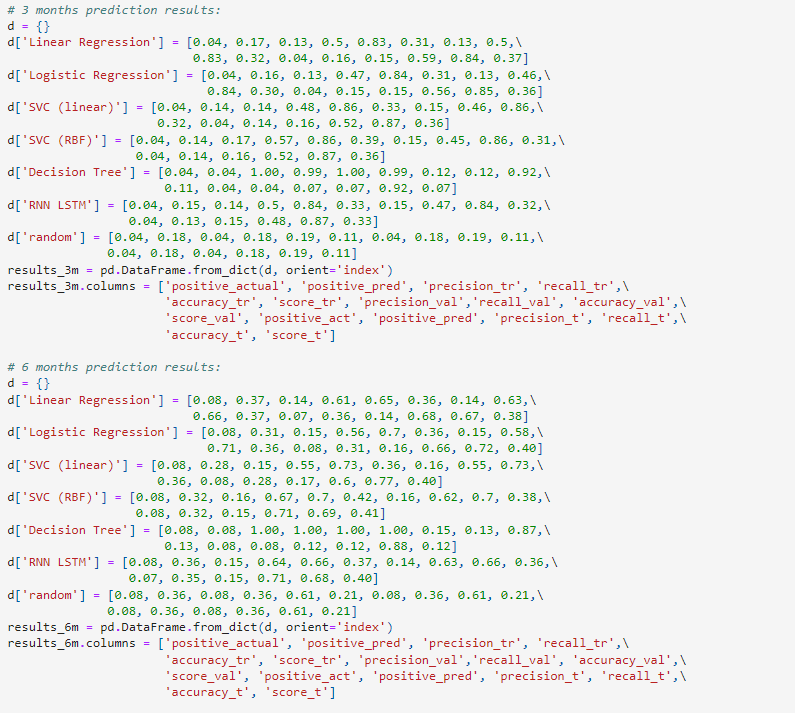 # 3 months prediction results:
d = {}
d['Linear Regression'] = [0.04, 0.17, 0.13, 0.5, 0.83, 0.31, 0.13, 0.5,\
0.83, 0.32, 0.04, 0.16, 0.15, 0.59, 0.84, 0.37]
d['Logistic Regression'] = [0.04, 0.16, 0.13, 0.47, 0.84, 0.31, 0.13, 0.46,\
0.84, 0.30, 0.04, 0.15, 0.15, 0.56, 0.85, 0.36]
d['SVC (linear)'] = [0.04, 0.14, 0.14, 0.48, 0.86, 0.33, 0.15, 0.46, 0.86,\
0.32, 0.04, 0.14, 0.16, 0.52, 0.87, 0.36]
d['SVC (RBF)'] = [0.04, 0.14, 0.17, 0.57, 0.86, 0.39, 0.15, 0.45, 0.86, 0.31,\
0.04, 0.14, 0.16, 0.52, 0.87, 0.36]
d['Decision Tree'] = [0.04, 0.04, 1.00, 0.99, 1.00, 0.99, 0.12, 0.12, 0.92,\
0.11, 0.04, 0.04, 0.07, 0.07, 0.92, 0.07]
d['RNN LSTM'] = [0.04, 0.15, 0.14, 0.5, 0.84, 0.33, 0.15, 0.47, 0.84, 0.32,\
0.04, 0.13, 0.15, 0.48, 0.87, 0.33]
d['random'] = [0.04, 0.18, 0.04, 0.18, 0.19, 0.11, 0.04, 0.18, 0.19, 0.11,\
0.04, 0.18, 0.04, 0.18, 0.19, 0.11]
results_3m = pd.DataFrame.from_dict(d, orient='index')
results_3m.columns = ['positive_actual', 'positive_pred', 'precision_tr', 'recall_tr',\
'accuracy_tr', 'score_tr', 'precision_val','recall_val', 'accuracy_val',\
'score_val', 'positive_act', 'positive_pred', 'precision_t', 'recall_t',\
'accuracy_t', 'score_t']
# 6 months prediction results:
d = {}
d['Linear Regression'] = [0.08, 0.37, 0.14, 0.61, 0.65, 0.36, 0.14, 0.63,\
0.66, 0.37, 0.07, 0.36, 0.14, 0.68, 0.67, 0.38]
d['Logistic Regression'] = [0.08, 0.31, 0.15, 0.56, 0.7, 0.36, 0.15, 0.58,\
0.71, 0.36, 0.08, 0.31, 0.16, 0.66, 0.72, 0.40]
d['SVC (linear)'] = [0.08, 0.28, 0.15, 0.55, 0.73, 0.36, 0.16, 0.55, 0.73,\
0.36, 0.08, 0.28, 0.17, 0.6, 0.77, 0.40]
d['SVC (RBF)'] = [0.08, 0.32, 0.16, 0.67, 0.7, 0.42, 0.16, 0.62, 0.7, 0.38,\
0.08, 0.32, 0.15, 0.71, 0.69, 0.41]
d['Decision Tree'] = [0.08, 0.08, 1.00, 1.00, 1.00, 1.00, 0.15, 0.13, 0.87,\
0.13, 0.08, 0.08, 0.12, 0.12, 0.88, 0.12]
d['RNN LSTM'] = [0.08, 0.36, 0.15, 0.64, 0.66, 0.37, 0.14, 0.63, 0.66, 0.36,\
0.07, 0.35, 0.15, 0.71, 0.68, 0.40]
d['random'] = [0.08, 0.36, 0.08, 0.36, 0.61, 0.21, 0.08, 0.36, 0.61, 0.21,\
0.08, 0.36, 0.08, 0.36, 0.61, 0.21]
results_6m = pd.DataFrame.from_dict(d, orient='index')
results_6m.columns = ['positive_actual', 'positive_pred', 'precision_tr', 'recall_tr',\
'accuracy_tr', 'score_tr', 'precision_val','recall_val', 'accuracy_val',\
'score_val', 'positive_act', 'positive_pred', 'precision_t', 'recall_t',\
'accuracy_t', 'score_t']